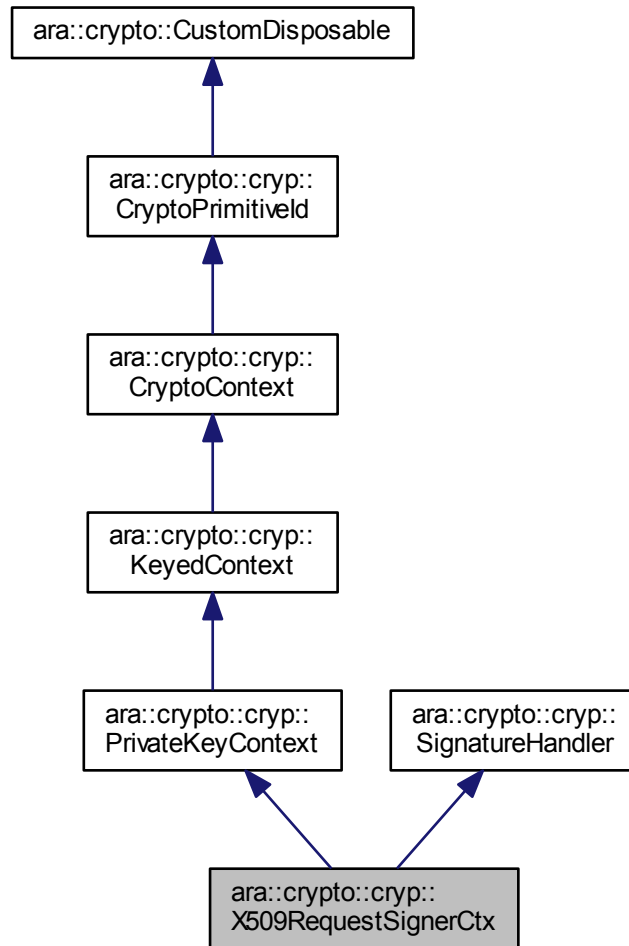 ara::crypto::CustomDisposable
ara::crypto::cryp::
CryptoPrimitiveId
ara::crypto::cryp::
CryptoContext
ara::crypto::cryp::
KeyedContext
ara::crypto::cryp::
PrivateKeyContext
ara::crypto::cryp::
SignatureHandler
ara::crypto::cryp::
X509RequestSignerCtx